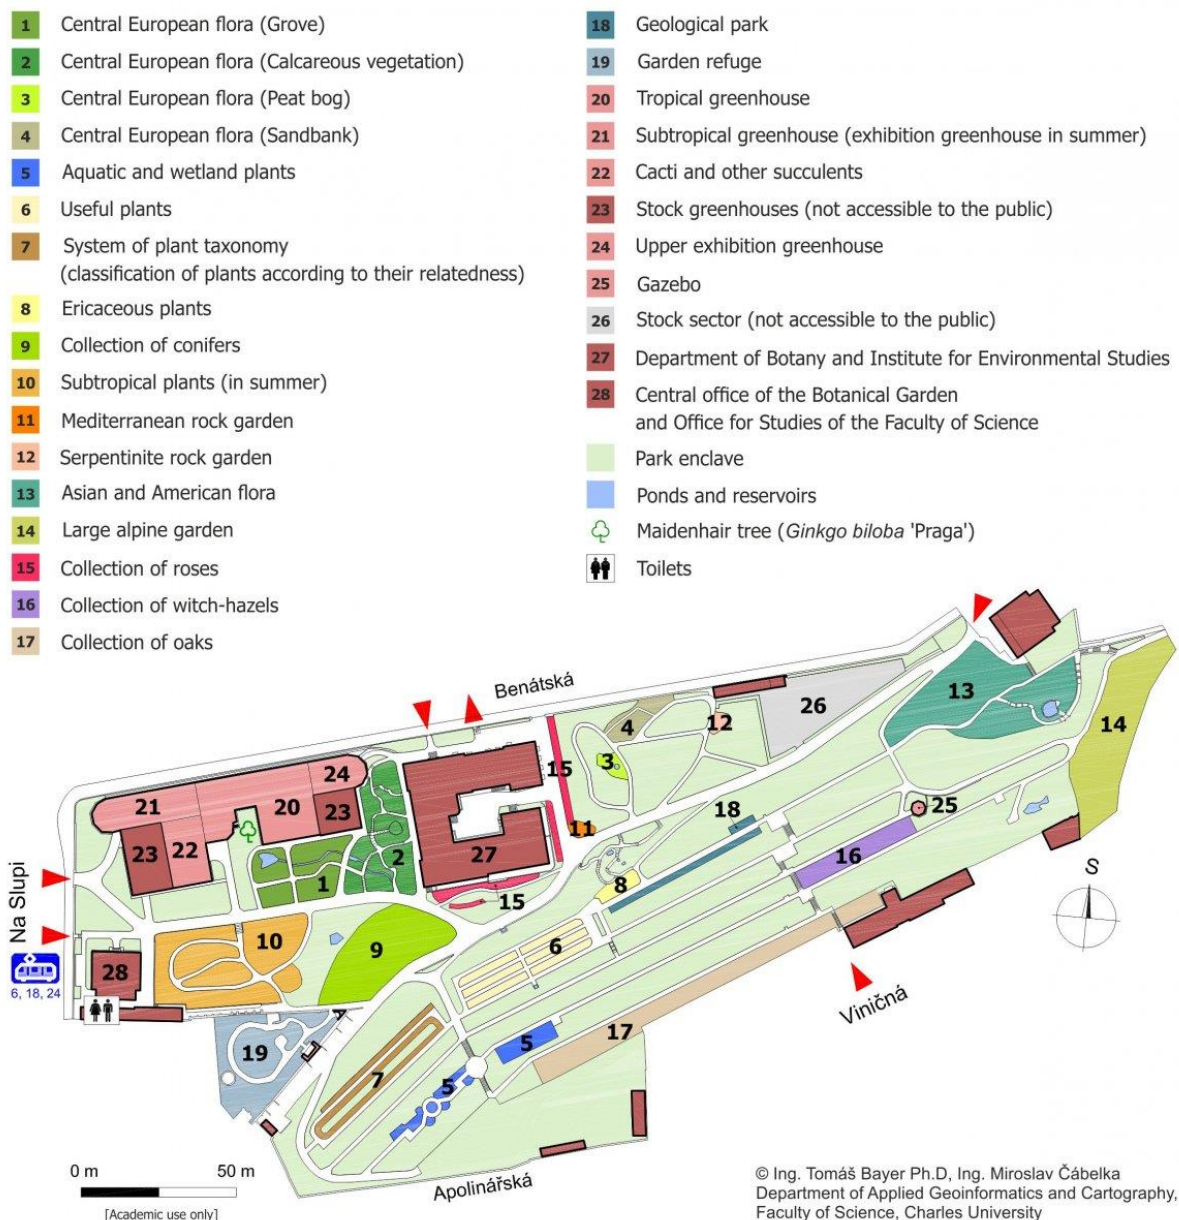 1 Central European flora (Grove)
2 Central European flora (Calcareous vegetation)
3 Central European flora (Peat bog)
4 Central European flora (Sandbank)
5 Aquatic and wetland plants
6 Useful plants
7 System of plant taxonomy
(classification of plants according to their relatedness)
8 Ericaceous plants
9 Collection of conifers
10 Subtropical plants (in summer)
11 Mediterranean rock garden
12 Serpentinite rock garden
13 Asian and American flora
14 Large alpine garden
15 Collection of roses
16 Collection of witch-hazels
17 Collection of oaks
18 Geological park
19 Garden refuge
20 Tropical greenhouse
21 Subtropical greenhouse (exhibition greenhouse in summer)
22 Cacti and other succulents
23 Stock greenhouses (not accessible to the public)
24 Upper exhibition greenhouse
25 Gazebo
26 Stock sector (not accessible to the public)
27 Department of Botany and Institute for Environmental Studies
28 Central office of the Botanical Garden
and Office for Studies of the Faculty of Science
Park enclave
Ponds and reservoirs
Maidenhair tree (Ginkgo biloba 'Praga')
Toilets
Benátská
13
26
14
4
12
15
3
24
21
20
23
25
18
11
23
22
2
27
16
1
8
15
S
Na Slupi
10
9
6
28
6, 18, 24
Viničná
17
5
19
7
5
0 m 50 m
[Academic use only]
Apolinářská
© Ing. Tomáš Bayer Ph.D, Ing. Miroslav Čábelka
Department of Applied Geoinformatics and Cartography,
Faculty of Science, Charles University